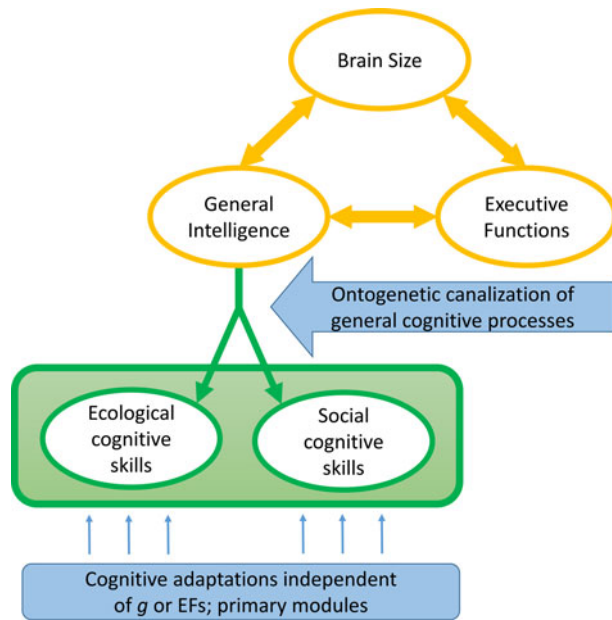 Brain Size
General
Intelligence
Executive
Functions
Ontogenetic canalization of
general cognitive processes
Ecological
cognitive
skills
Social
cognitive
skills
Cognitive adaptations independent
of g or EFs; primary modules